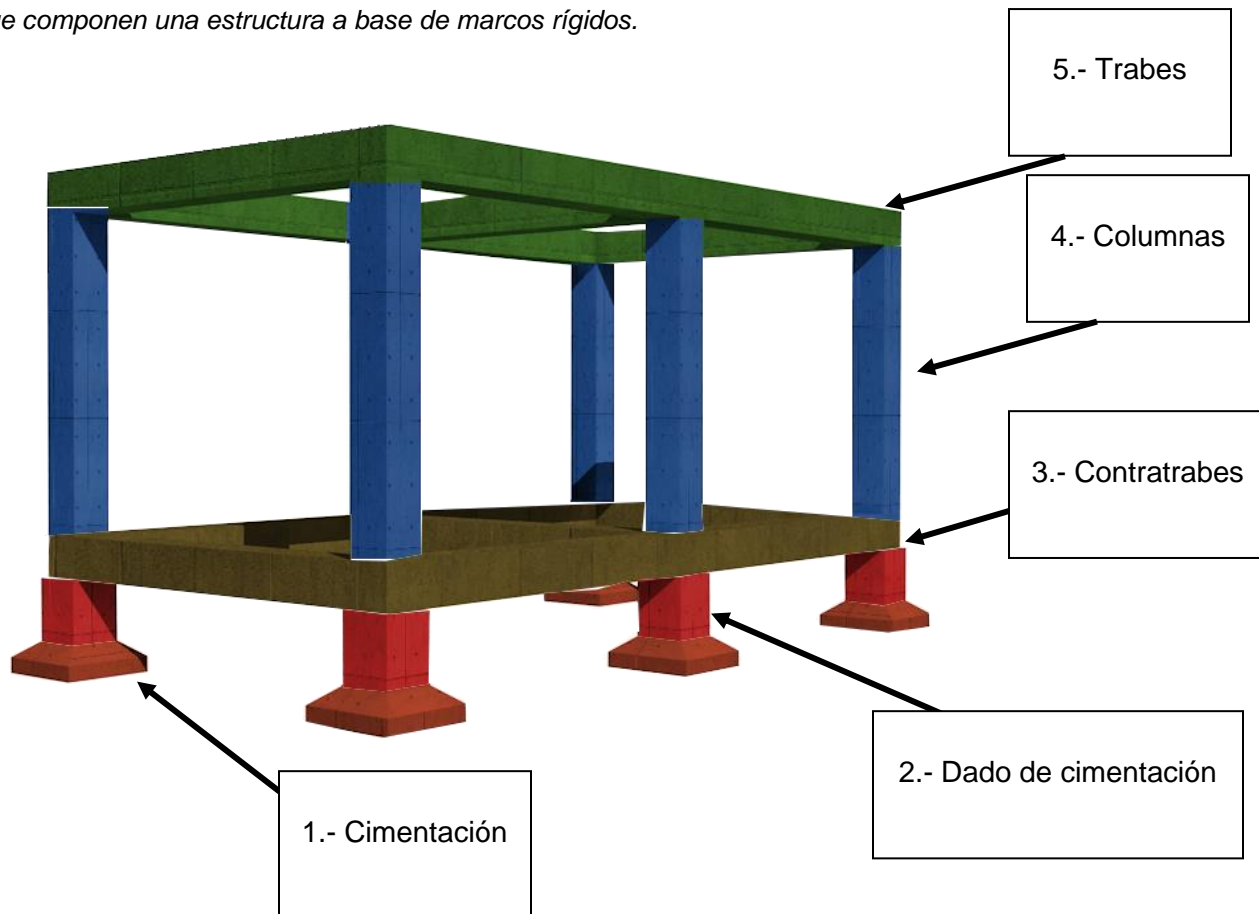 ue componen una estructura a base de marcos rígidos.
5.- Trabes
4.- Columnas
3.- Contratrabes
2.- Dado de cimentación
1.- Cimentación